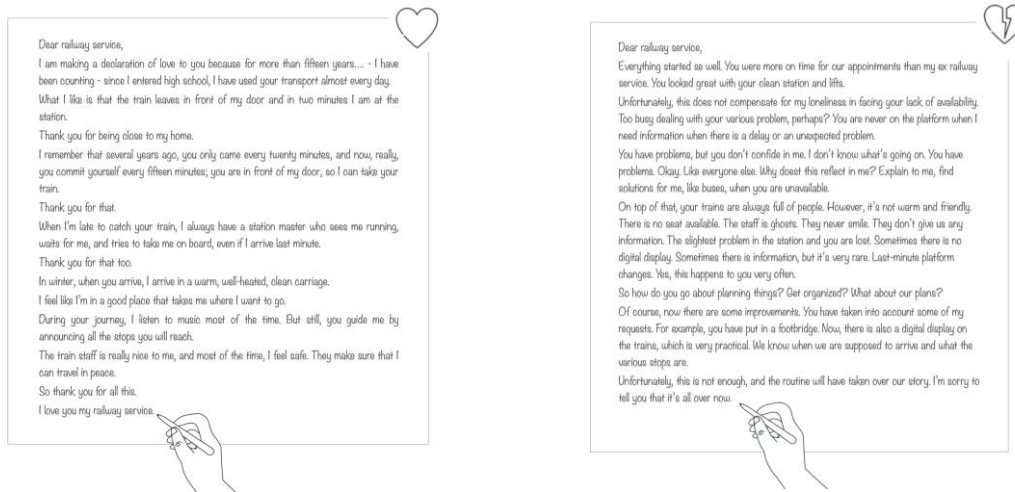 Dear railway service,
I am making a declaration of love to you because for more than fifteen years.... - I have
been counting - since I entered high school, I have used your transport almost every day.
What I like is that the train leaves in front of my door and in two minutes I am at the
station.
Thank you for being close to my home.
I remember that several years ago, you only came every twenty minutes, and now, really,
you commit yourself every fifteen minutes; you are in front of my door, so I can take your
train.
Thank you for that.
When I'm late to catch your train, I always have a station master who sees me running,
waits for me, and tries to take me on board, even if I arrive last minute.
Thank you for that too.
In winter, when you arrive, I arrive in a warm, well-heated, clean carriage.
I feel like I'm in a good place that takes me where I want to go.
During your journey, I listen to music most of the time. But still, you guide me by
announcing all the stops you will reach.
The train staff is really nice to me, and most of the time, I feel safe. They make sure that I
can travel in peace.
So thank you for all this.
I love you my railway service.
Dear railway service,
Everything started se well. You were more on time for our appointments than my ex railway
service. You looked great with your clean station and lifts.
Unfortunately, this does not compensate for my loneliness in facing your lack of availability.
Too busy dealing with your various problem, perhaps? You are never on the platform when I
need information when there is a delay or an unexpected problem.
You have problems, but you don't confide in me. I don't know what's going on. You have
problems. Okay. Like everyone else. Why doest this reflect in me? Explain to me, find
solutions for me, like buses, when you are unavailable.
On top of that, your trains are always full of people. However, it's not warm and friendly.
There is no seat available. The staff is ghosts. They never smile. They don't give us any
information. The slightest problem in the station and you are lost. Sometimes there is no
digital display. Sometimes there is information, but it's very rare. Last-minute platform
changes. Yes, this happens to you very often.
So how do you go about planning things? Get organized? What about our plans?
Of course, now there are some improvements. You have taken into account some of my
requests. For example, you have put in a footbridge. Now, there is also a digital display on
the trains, which is very practical. We know when we are supposed to arrive and what the
various stops are.
Unfortunately, this is not enough, and the routine will have taken over our story. I'm sorry to
tell you that it's all over now.